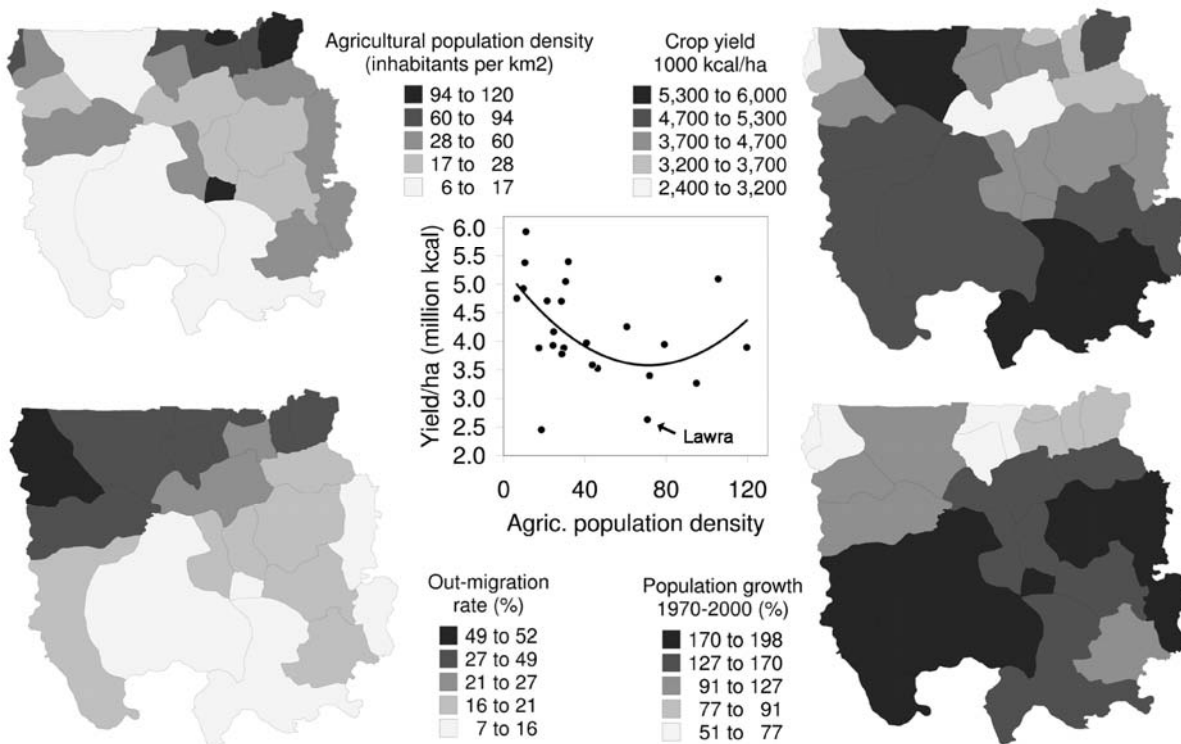 Agricultural population density
(inhabitants per km2)
94 to 120
60 to 94
28 to 60
17 to 28
6 to 17
Crop yield
1000 kcal/ha
5,300 to 6,000
4,700 to 5,300
3,700 to 4,700
3,200 to 3,700
2,400 to 3,200
Yield/ha (million kcal)
6.0
5.5
5.0
4.5
4.0
3.5
3.0
2.5
2.0
Lawra
0 40 80 120
Agric. population density
Out-migration
rate (%)
49 to 52
27 to 49
21 to 27
16 to 21
7 to 16
Population growth
1970-2000 (%)
170 to 198
127 to 170
91 to 127
77 to 91
51 to 77